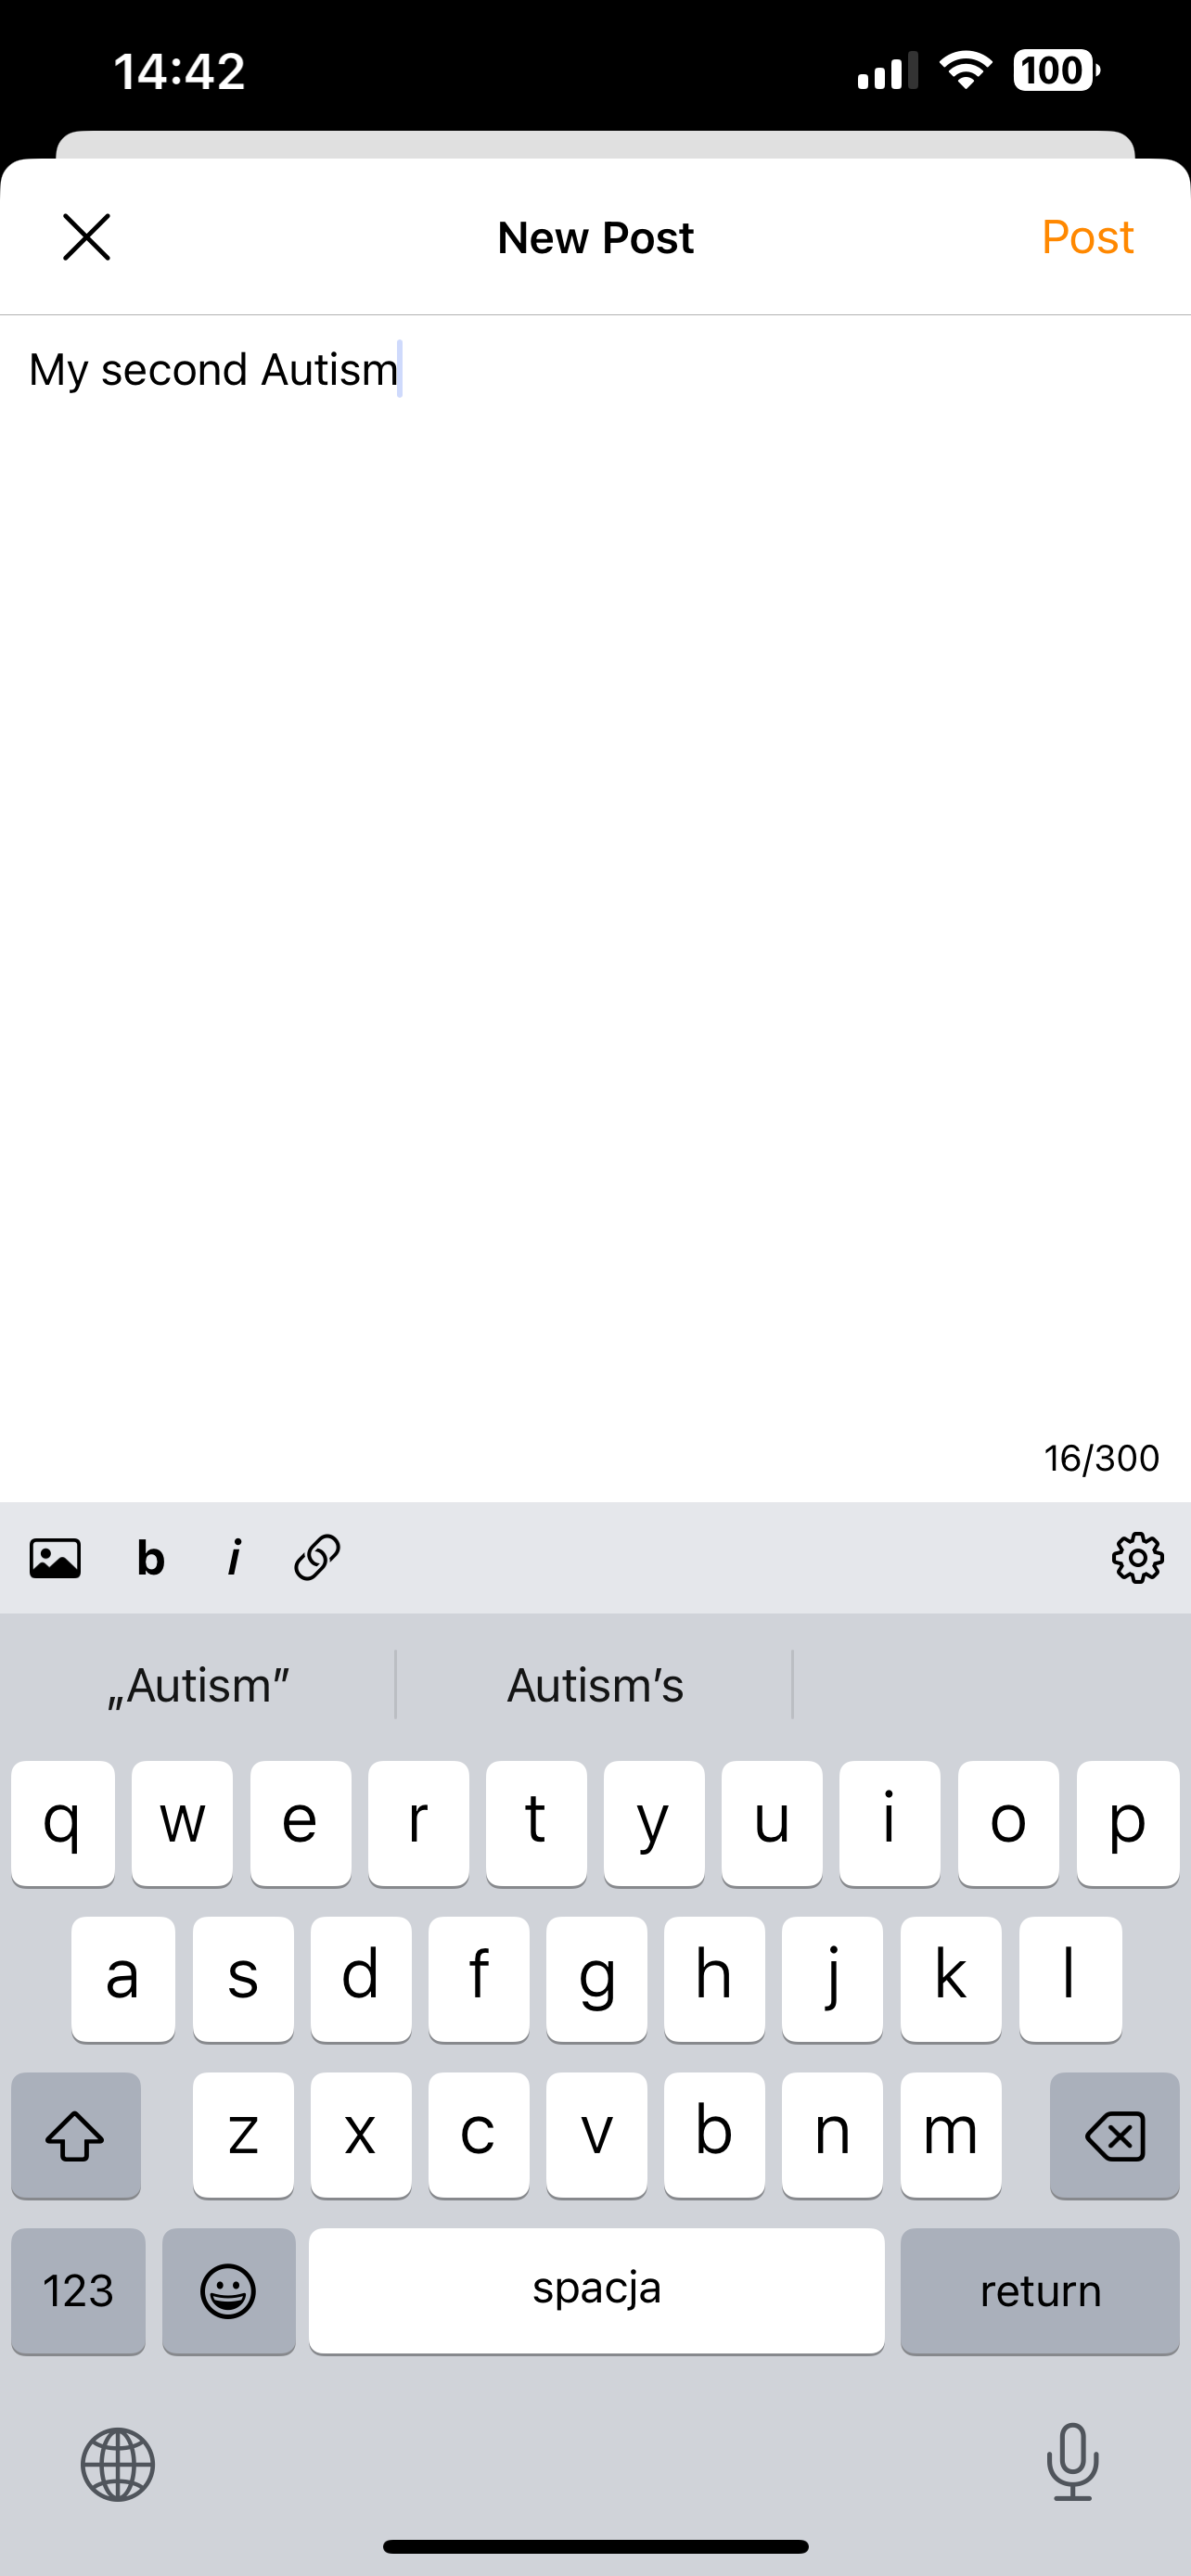 14:42 100
New Post Post
My second Autism
16/300
b i
„Autism” Autism’s
q w e r t y u i o p
a s d f g h j k l
z x c v b n m
123 spacja return